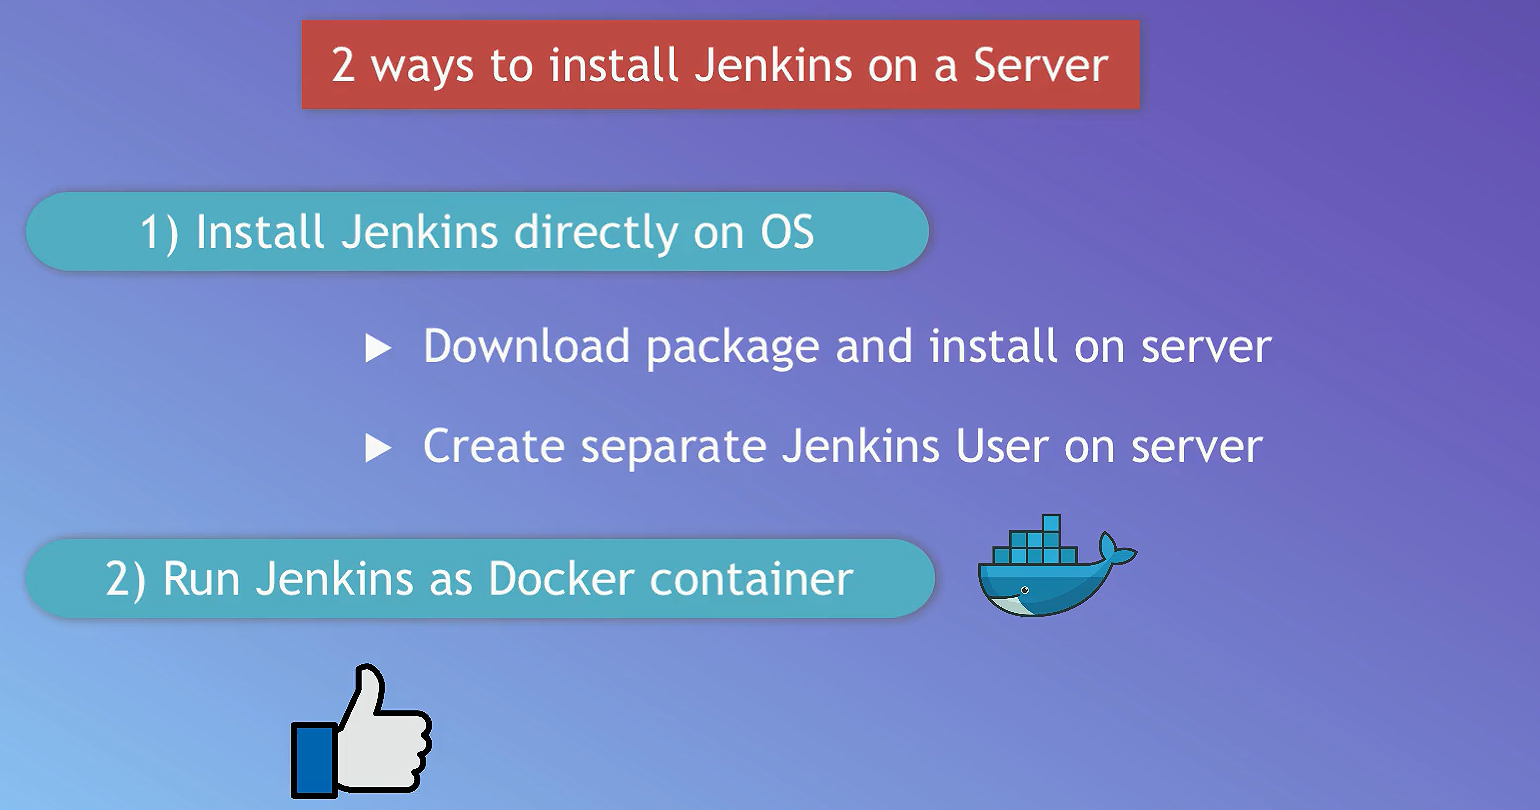 2 ways to install Jenkins on a Server
1) Install Jenkins directly on OS
Download package and install on server
Create separate Jenkins User on server
2) Run Jenkins as Docker container